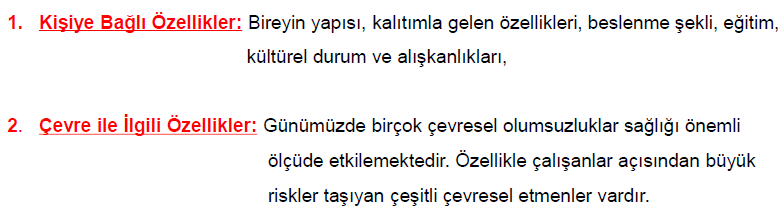 1. Kişiye Bağlı Özellikler: Bireyin yapısı, kalıtımla gelen özellikleri, beslenme şekli, eğitim,
kültürel durum ve alışkanlıkları,
2. Çevre ile İlgili Özellikler: Günümüzde birçok çevresel olumsuzluklar sağlığı önemli
ölçüde etkilemektedir. Özellikle çalışanlar açısından büyük
riskler taşıyan çeşitli çevresel etmenler vardır.